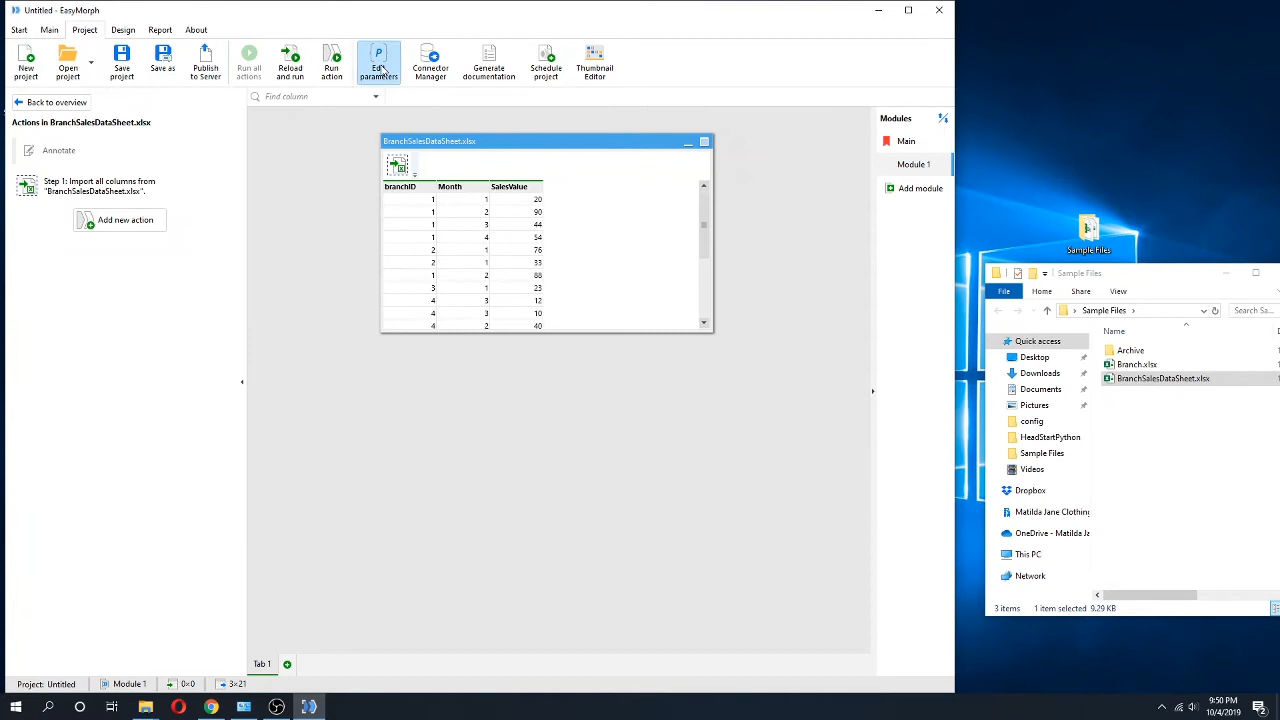 Untitled - EasyMorph
Start Main Project Design Report About
New project
Open project
Save project
Save as
Publish to Server
Run all actions
Reload and run
Run action
Edit parameters
Connector Manager
Generate documentation
Schedule project
Thumbnail Editor
Back to overview
Find column
Actions in BranchSalesDataSheet.xlsx
Annotate
Step 1: Import all columns from
"BranchSalesDataSheet.xlsx".
Add new action
BranchSalesDataSheet.xlsx
branchID Month SalesValue
1 1 20
1 2 90
1 3 44
1 4 54
2 1 76
2 1 33
1 2 88
3 1 23
4 3 12
4 3 10
4 2 40
Modules
Main
Module 1
Add module
Tab 1
Project: Untitled Module 1 0×0 3×21
Sample Files
Sample Files
File Home Share View
Sample Files Search Sa...
Quick access
Desktop
Downloads
Documents
Pictures
config
HeadStartPython
Sample Files
Videos
Dropbox
Matilda Jane Clothing
OneDrive - Matilda Ja
This PC
Network
Name
Archive
Branch.xlsx
BranchSalesDataSheet.xlsx
3 items 1 item selected 9.29 KB
9:50 PM
10/4/2019
2